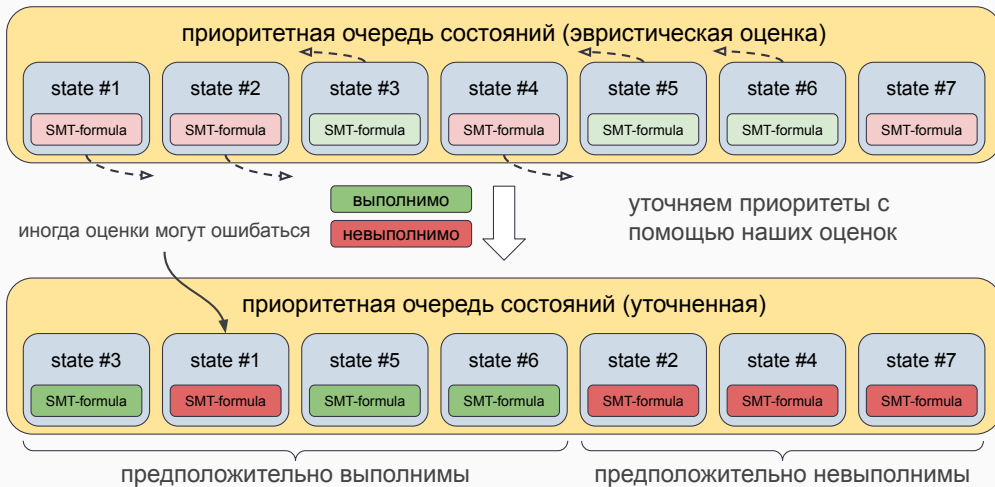 приоритетная очередь состояний (эвристическая оценка)
state #1 state #2 state #3 state #4 state #5 state #6 state #7
SMT-formula SMT-formula SMT-formula SMT-formula SMT-formula SMT-formula SMT-formula
выполнимо
невыполнимо
иногда оценки могут ошибаться
уточняем приоритеты с
помощью наших оценок
приоритетная очередь состояний (уточненная)
state #3 state #1 state #5 state #6 state #2 state #4 state #7
SMT-formula SMT-formula SMT-formula SMT-formula SMT-formula SMT-formula SMT-formula
предположительно выполнимы
предположительно невыполнимы